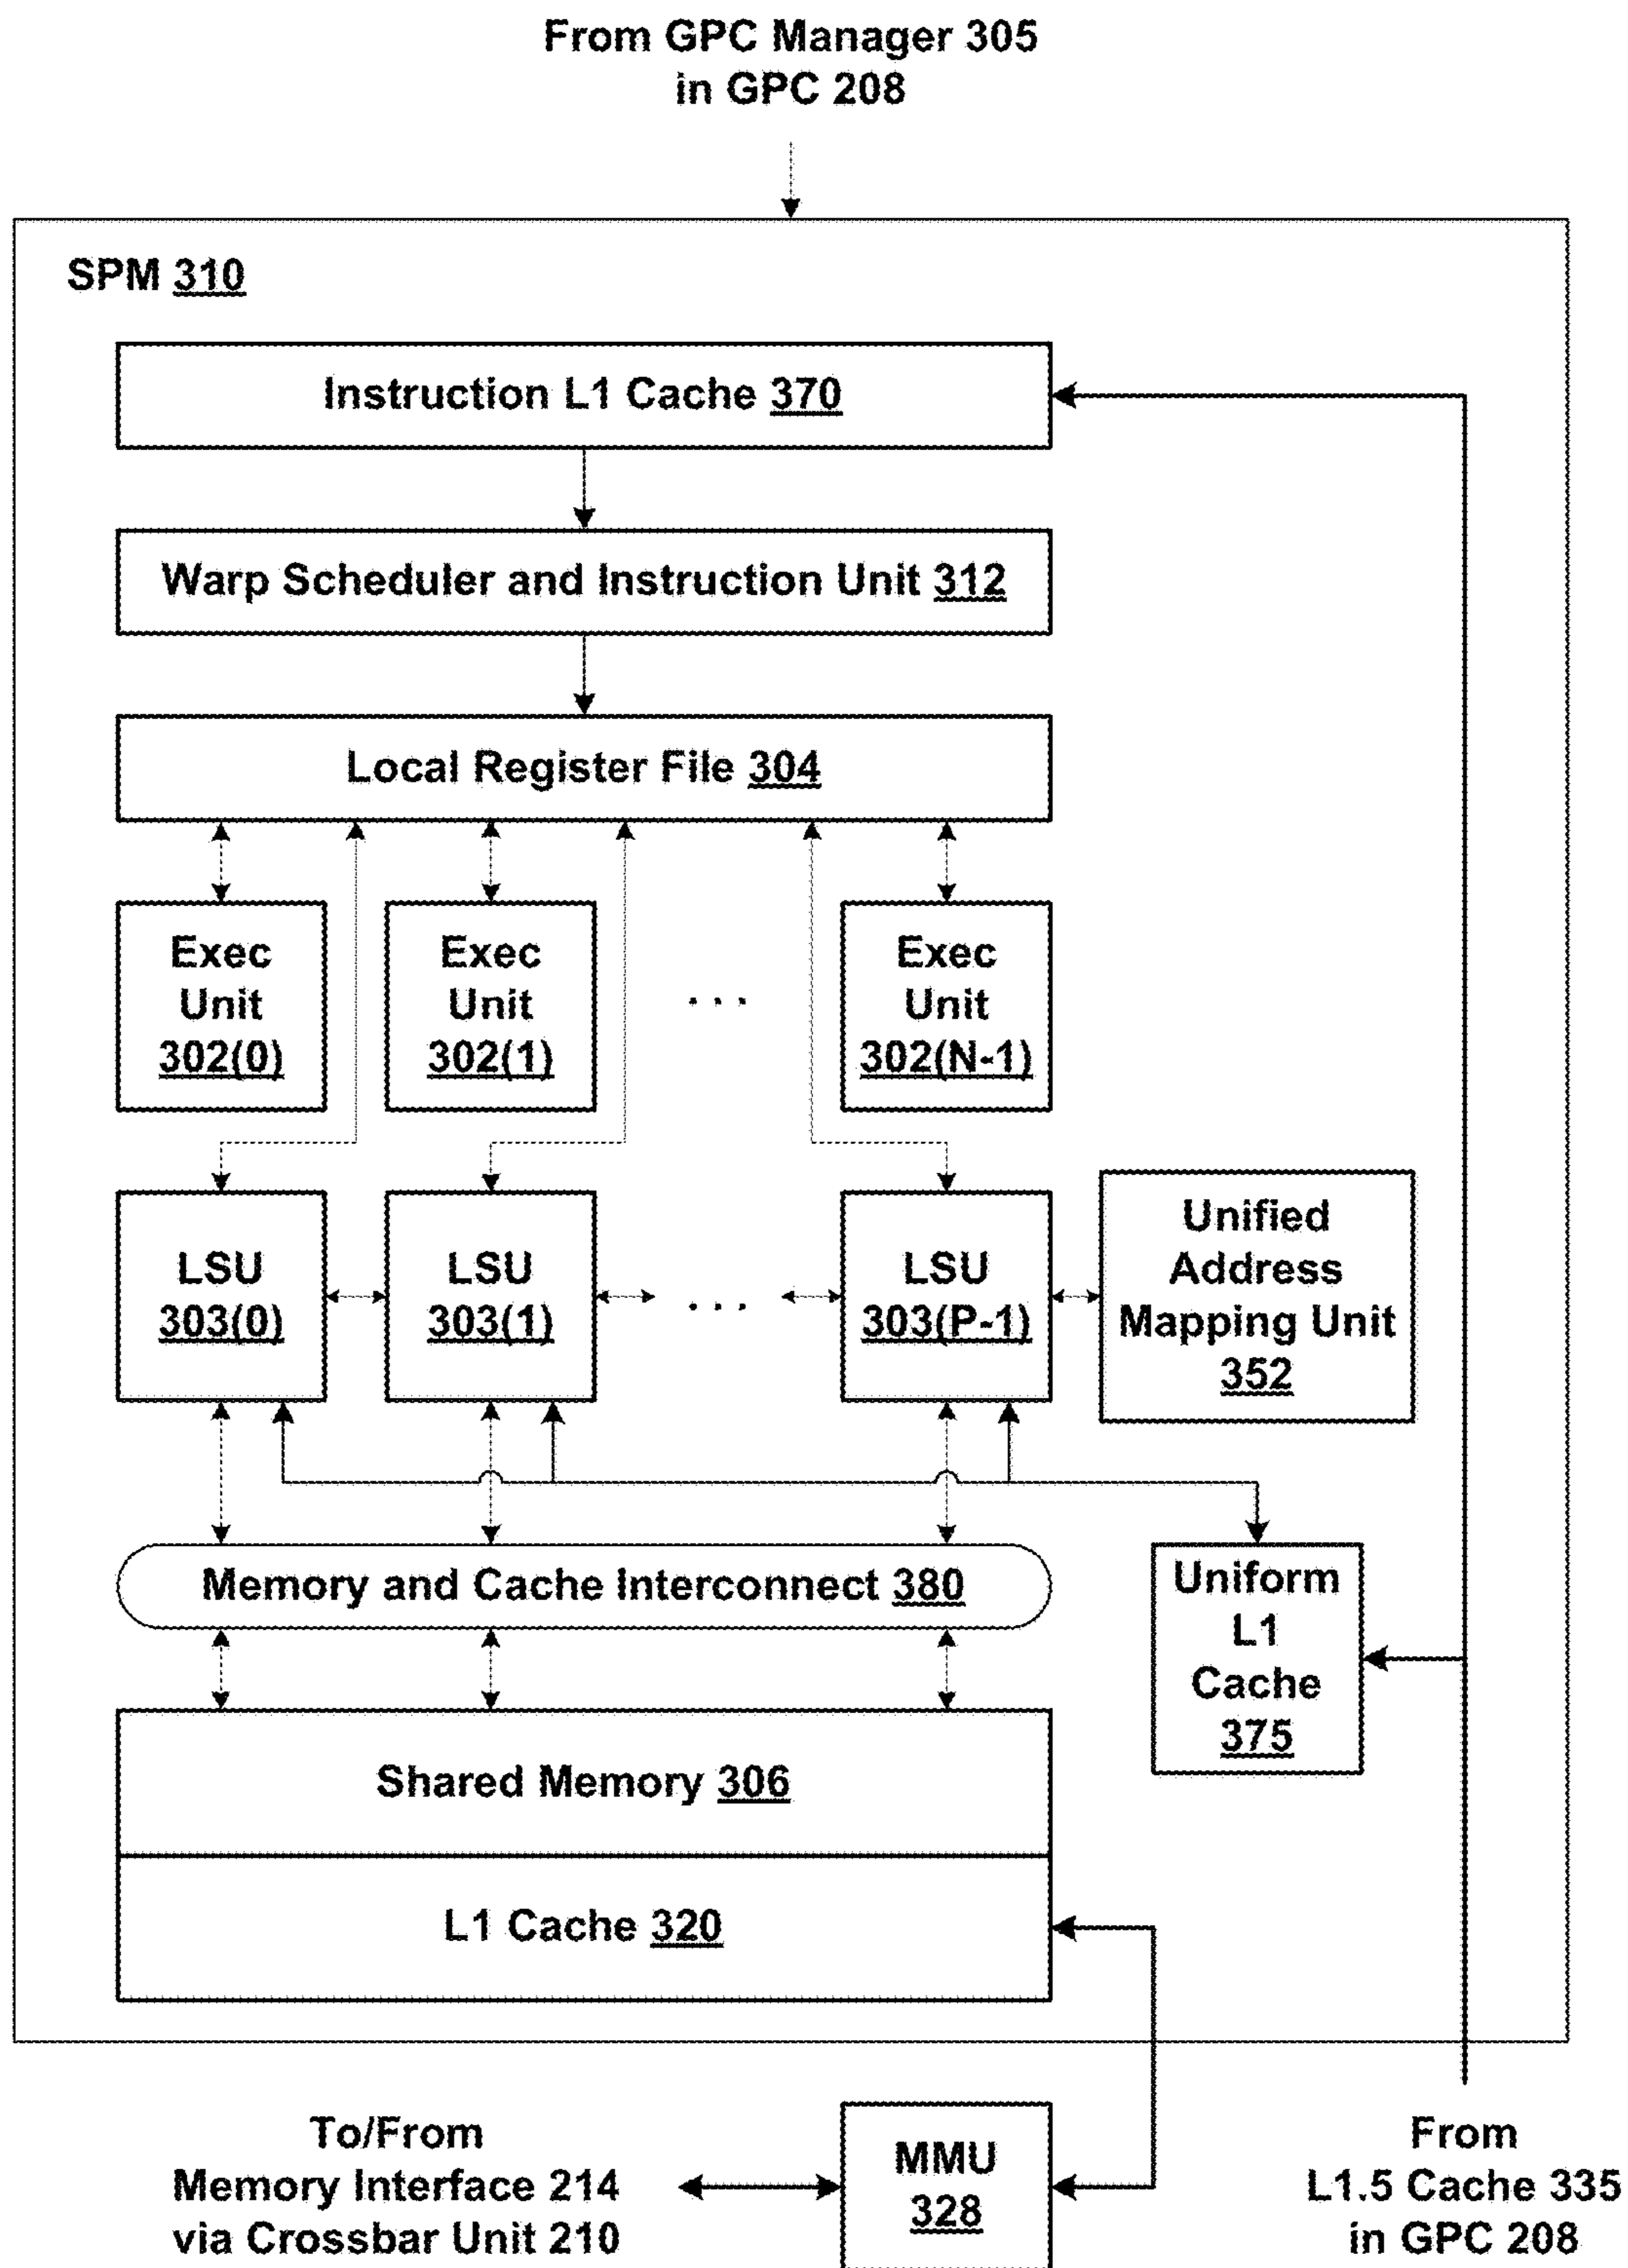 From GPC Manager 305
in GPC 208
SPM 310
Instruction L1 Cache 370
Warp Scheduler and Instruction Unit 312
Local Register File 304
Exec
Unit
302(0)
Exec
Unit
302(1)
. . .
Exec
Unit
302(N-1)
LSU
303(0)
LSU
303(1)
. . .
LSU
303(P-1)
Unified
Address
Mapping Unit
352
Memory and Cache Interconnect 380
Uniform
L1
Cache
375
Shared Memory 306
L1 Cache 320
To/From
Memory Interface 214
via Crossbar Unit 210
MMU
328
From
L1.5 Cache 335
in GPC 208